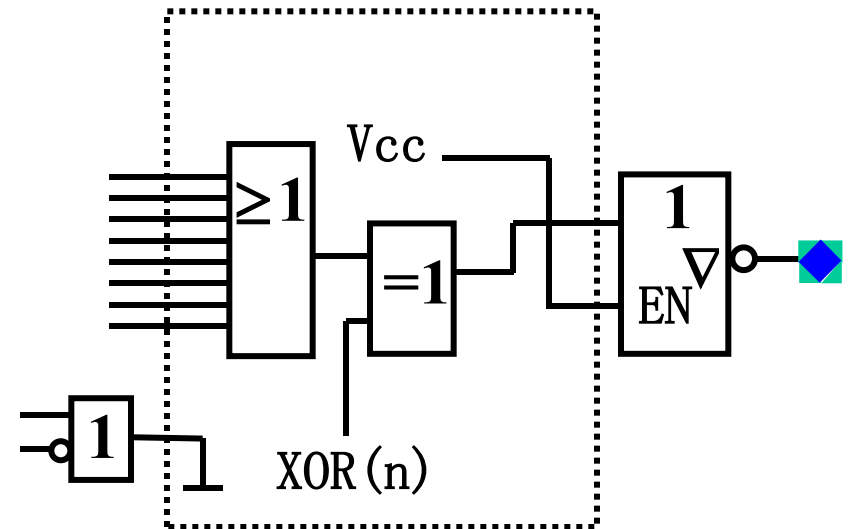 Vcc
≥1
1
=1
∇
EN
1
XOR(n)